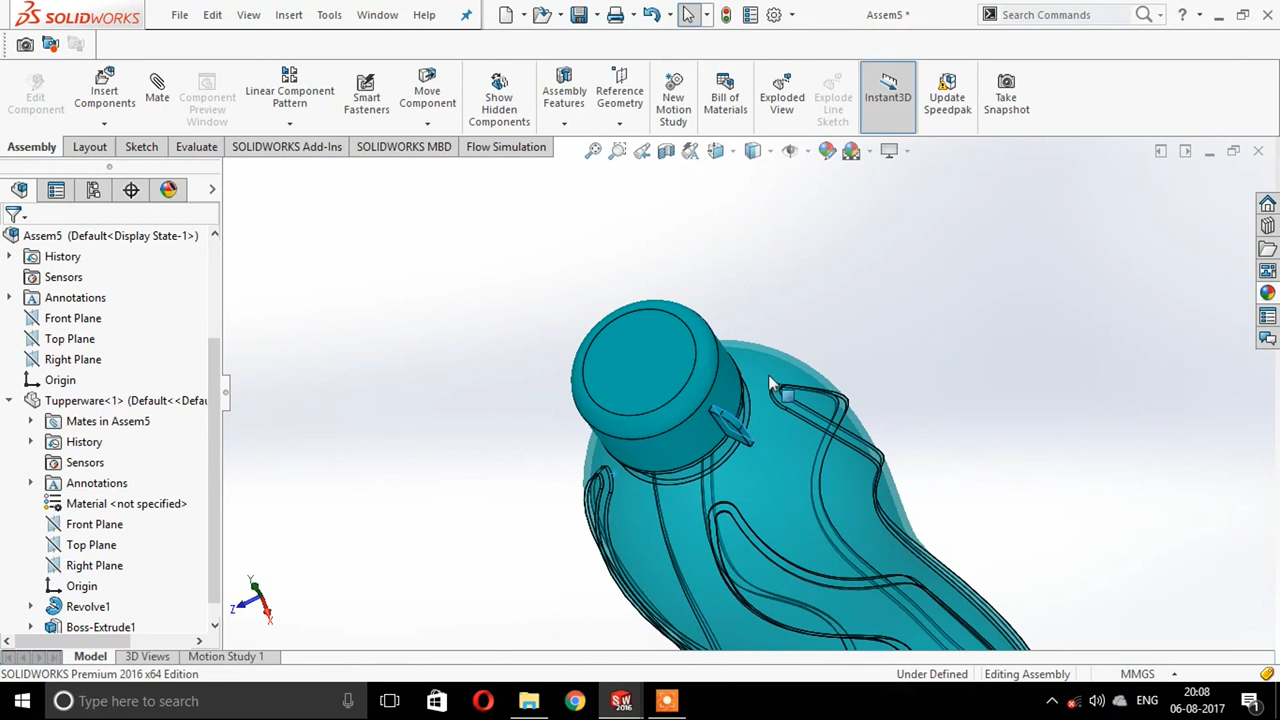 SOLIDWORKS File Edit View Insert Tools Window Help Assem5 * Search Commands ?
Edit Component
Insert Components
Mate
Component Preview Window
Linear Component Pattern
Smart Fasteners
Move Component
Show Hidden Components
Assembly Features
Reference Geometry
New Motion Study
Bill of Materials
Exploded View
Explode Line Sketch
Instant3D
Update Speedpak
Take Snapshot
Assembly Layout Sketch Evaluate SOLIDWORKS Add-Ins SOLIDWORKS MBD Flow Simulation
Assem5 (Default<Display State-1>)
History
Sensors
Annotations
Front Plane
Top Plane
Right Plane
Origin
Tupperware<1> (Default<<Defau
Mates in Assem5
History
Sensors
Annotations
Material <not specified>
Front Plane
Top Plane
Right Plane
Origin
Revolve1
Boss-Extrude1
Y
Z
X
Model 3D Views Motion Study 1
SOLIDWORKS Premium 2016 x64 Edition Under Defined Editing Assembly MMGS
Type here to search SW 2016 ENG 20:08
06-08-2017